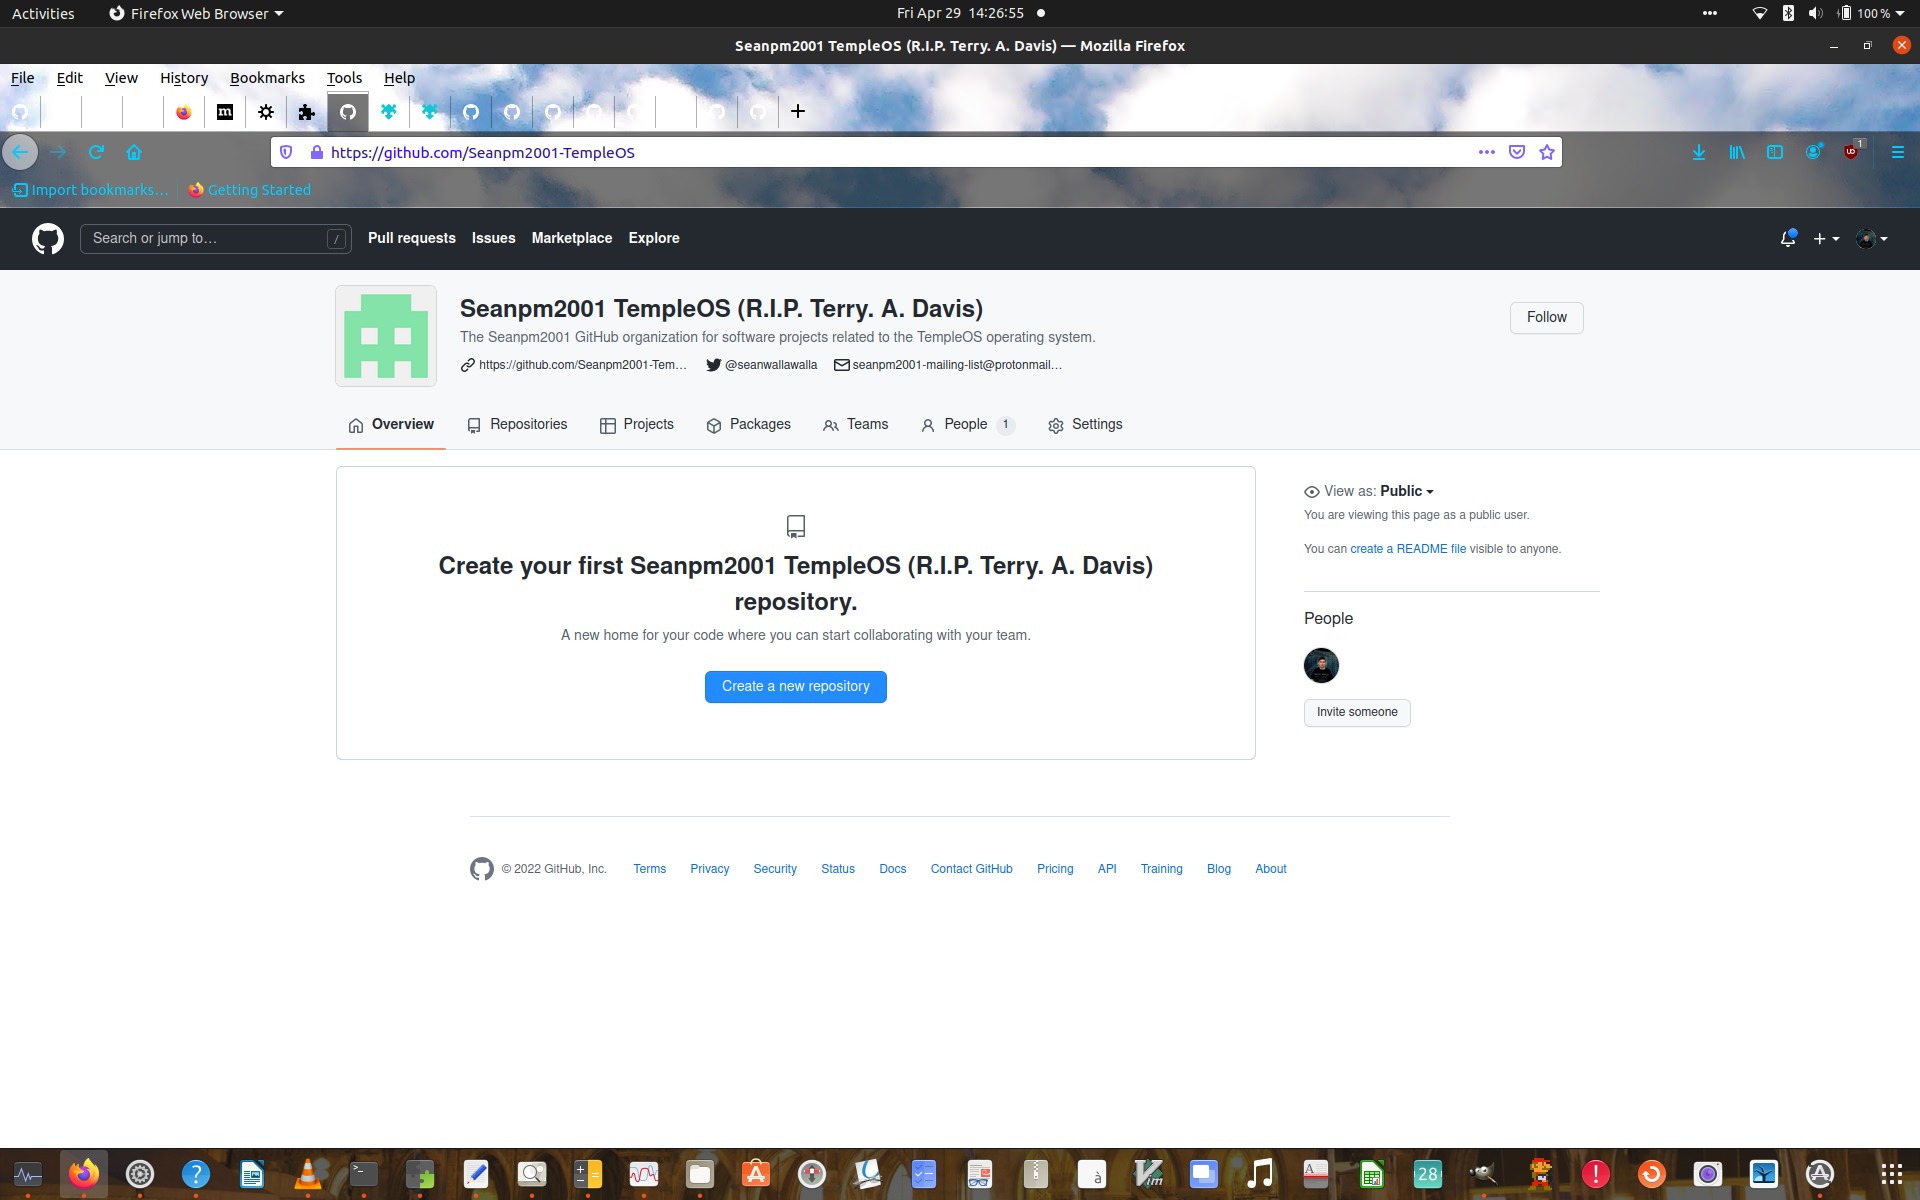 Activities
Firefox Web Browser
Fri Apr 29 14:26:55
100 %
Seanpm2001 TempleOS (R.I.P. Terry. A. Davis) — Mozilla Firefox
File Edit View History Bookmarks Tools Help
https://github.com/Seanpm2001-TempleOS
1
Import bookmarks...
Getting Started
Search or jump to...
/
Pull requests Issues Marketplace Explore
Seanpm2001 TempleOS (R.I.P. Terry. A. Davis)
The Seanpm2001 GitHub organization for software projects related to the TempleOS operating system.
https://github.com/Seanpm2001-Tem...
@seanwallawalla
seanpm2001-mailing-list@protonmail...
Follow
Overview Repositories Projects Packages Teams People 1 Settings
Create your first Seanpm2001 TempleOS (R.I.P. Terry. A. Davis)
repository.
A new home for your code where you can start collaborating with your team.
Create a new repository
View as: Public
You are viewing this page as a public user.
You can create a README file visible to anyone.
People
Invite someone
© 2022 GitHub, Inc. Terms Privacy Security Status Docs Contact GitHub Pricing API Training Blog About
à
Vim
A
28